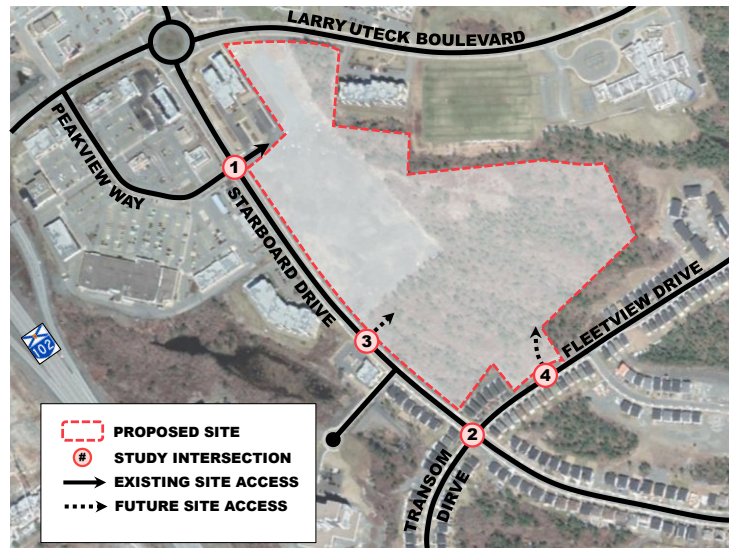 LARRY UTECK BOULEVARD
PEAKVIEW WAY
1
STARBOARD DRIVE
3
FLEETVIEW DRIVE
4
2
TRANSOM
DIRVE
102
PROPOSED SITE
# STUDY INTERSECTION
EXISTING SITE ACCESS
FUTURE SITE ACCESS